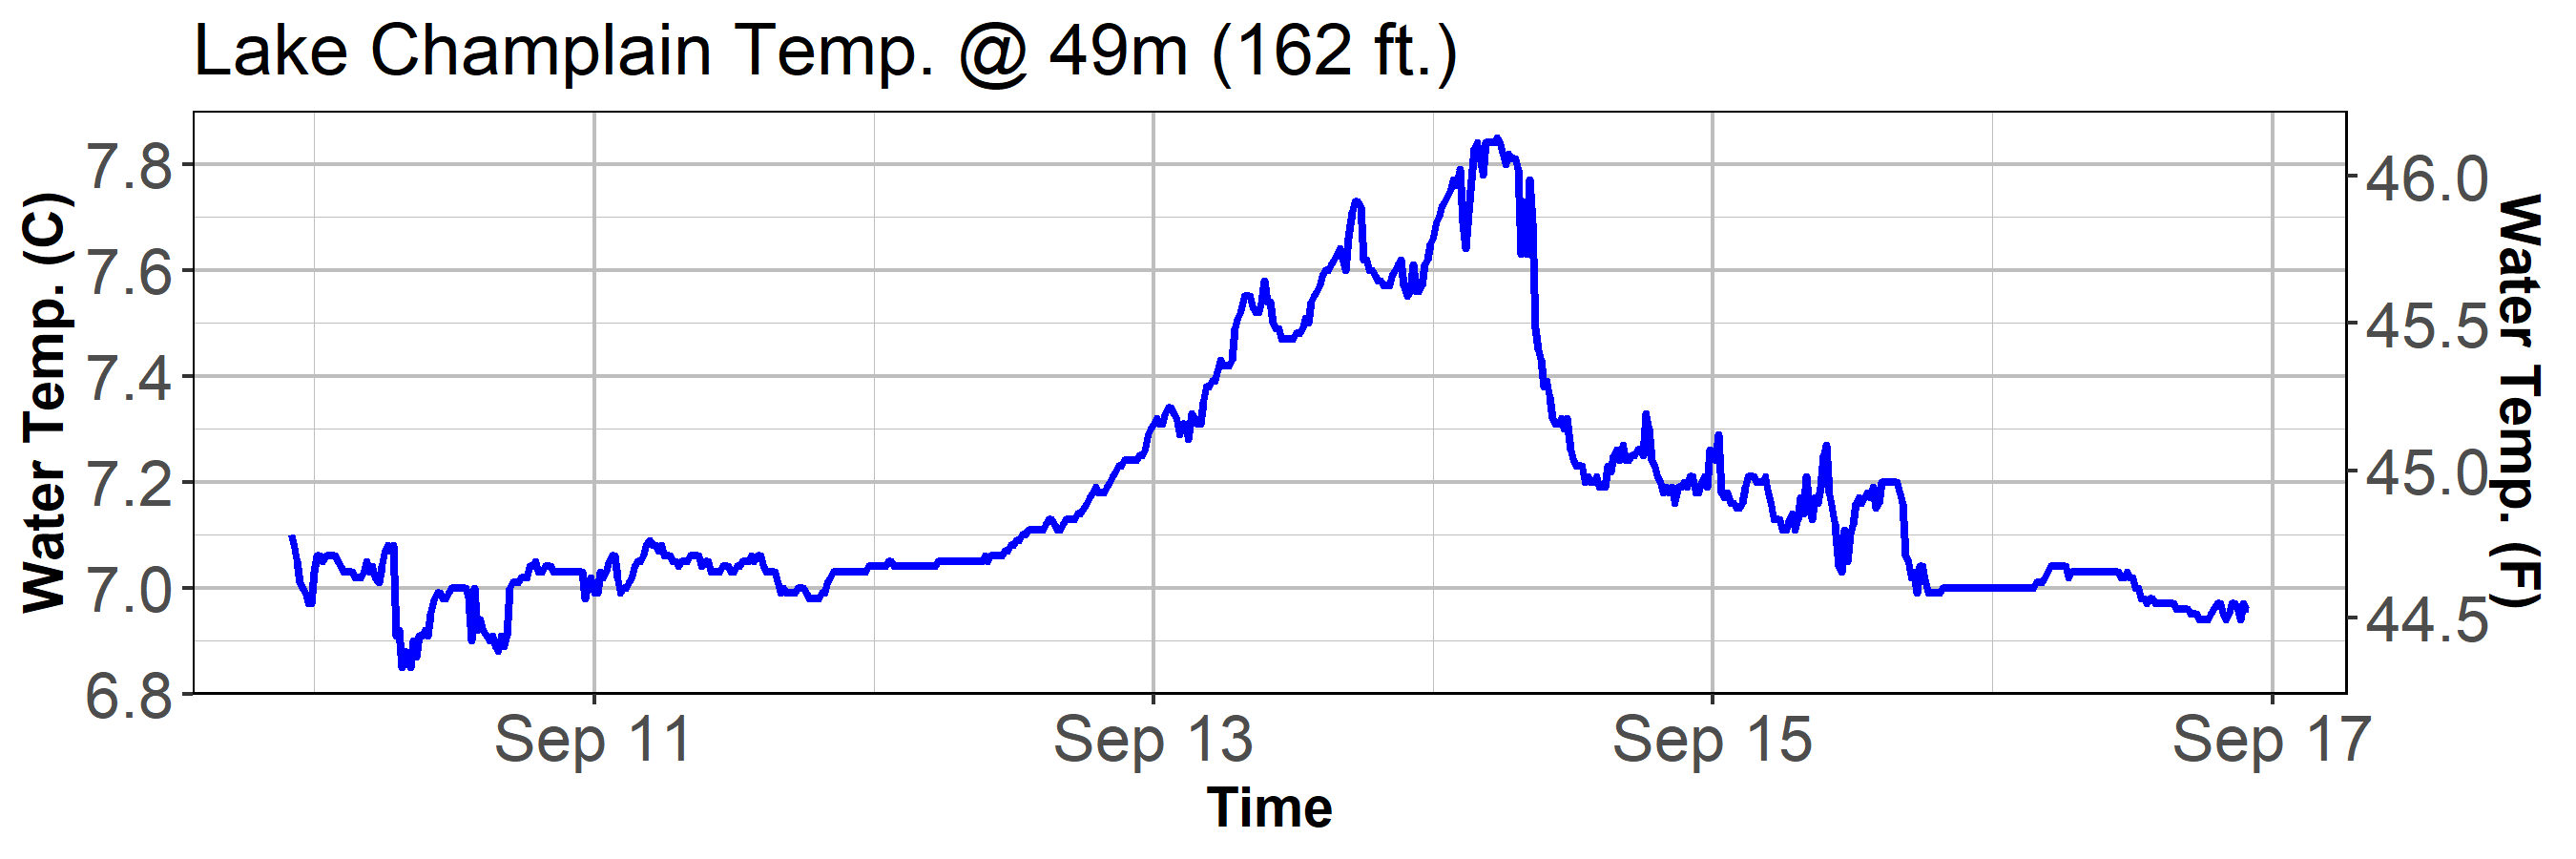 Lake Champlain Temp. @ 49m (162 ft.)
Water Temp. (C)
7.8
7.6
7.4
7.2
7.0
6.8
46.0
45.5
45.0
44.5
Water Temp. (F)
Sep 11
Sep 13
Sep 15
Sep 17
Time